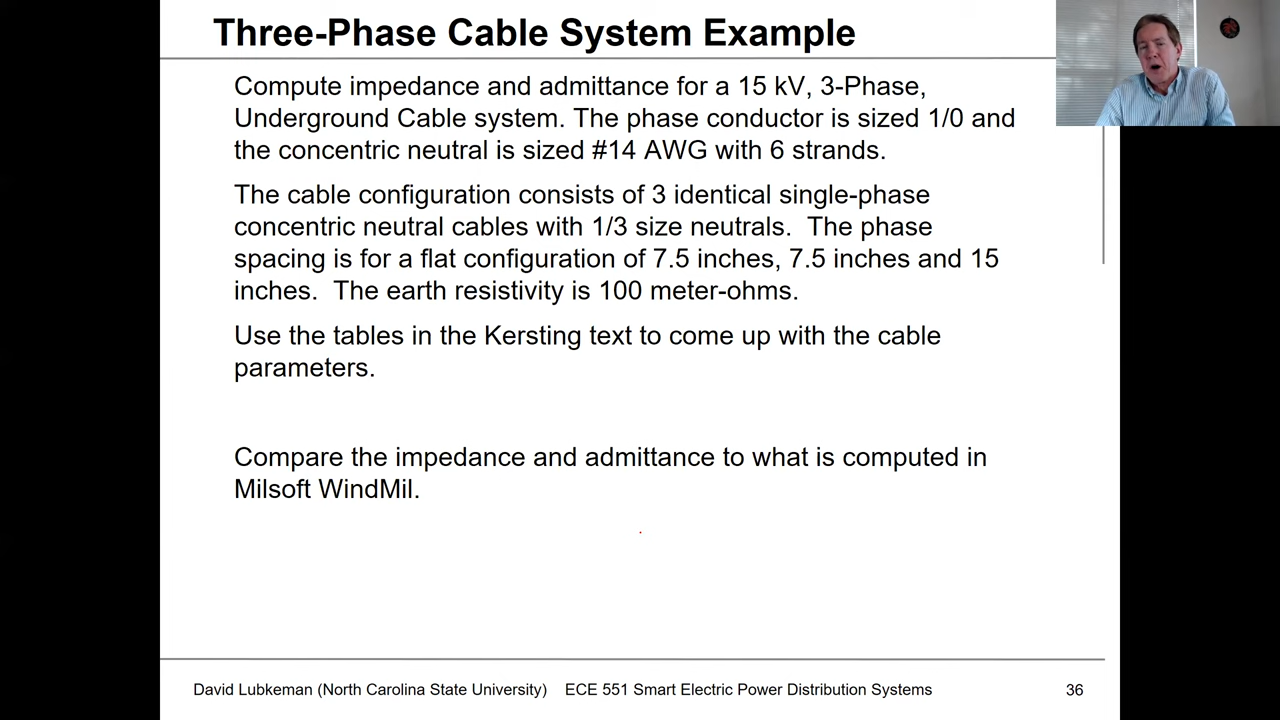 Three-Phase Cable System Example
Compute impedance and admittance for a 15 kV, 3-Phase,
Underground Cable system. The phase conductor is sized 1/0 and
the concentric neutral is sized #14 AWG with 6 strands.
The cable configuration consists of 3 identical single-phase
concentric neutral cables with 1/3 size neutrals.  The phase
spacing is for a flat configuration of 7.5 inches, 7.5 inches and 15
inches.  The earth resistivity is 100 meter-ohms.
Use the tables in the Kersting text to come up with the cable
parameters.
Compare the impedance and admittance to what is computed in
Milsoft WindMil.
David Lubkeman (North Carolina State University)    ECE 551 Smart Electric Power Distribution Systems    36